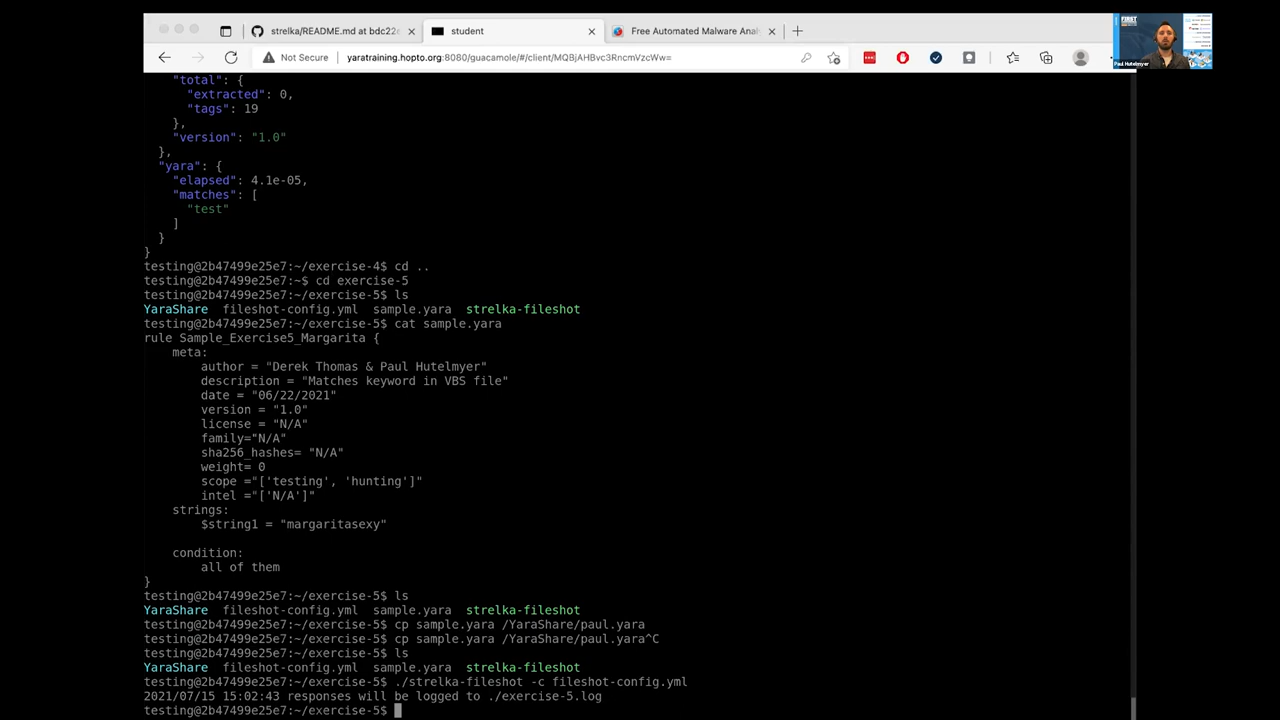 strelka/README.md at bdc22e
student
Free Automated Malware Anal
Not Secure
yaratraining.hopto.org:8080/guacamole/#/client/MQBjAHBvc3RncmVzcWw=
FIRST
Paul Hutelmyer
"total": {
"extracted": 0,
"tags": 19
},
"version": "1.0"
},
"yara": {
"elapsed": 4.1e-05,
"matches": [
"test"
]
}
}
testing@2b47499e25e7:~/exercise-4$ cd ..
testing@2b47499e25e7:~$ cd exercise-5
testing@2b47499e25e7:~/exercise-5$ ls
YaraShare fileshot-config.yml sample.yara strelka-fileshot
testing@2b47499e25e7:~/exercise-5$ cat sample.yara
rule Sample_Exercise5_Margarita {
meta:
author = "Derek Thomas & Paul Hutelmyer"
description = "Matches keyword in VBS file"
date = "06/22/2021"
version = "1.0"
license = "N/A"
family="N/A"
sha256_hashes= "N/A"
weight= 0
scope ="['testing', 'hunting']"
intel ="['N/A']"
strings:
$string1 = "margaritasexy"
condition:
all of them
}
testing@2b47499e25e7:~/exercise-5$ ls
YaraShare fileshot-config.yml sample.yara strelka-fileshot
testing@2b47499e25e7:~/exercise-5$ cp sample.yara /YaraShare/paul.yara
testing@2b47499e25e7:~/exercise-5$ cp sample.yara /YaraShare/paul.yara^C
testing@2b47499e25e7:~/exercise-5$ ls
YaraShare fileshot-config.yml sample.yara strelka-fileshot
testing@2b47499e25e7:~/exercise-5$ ./strelka-fileshot -c fileshot-config.yml
2021/07/15 15:02:43 responses will be logged to ./exercise-5.log
testing@2b47499e25e7:~/exercise-5$